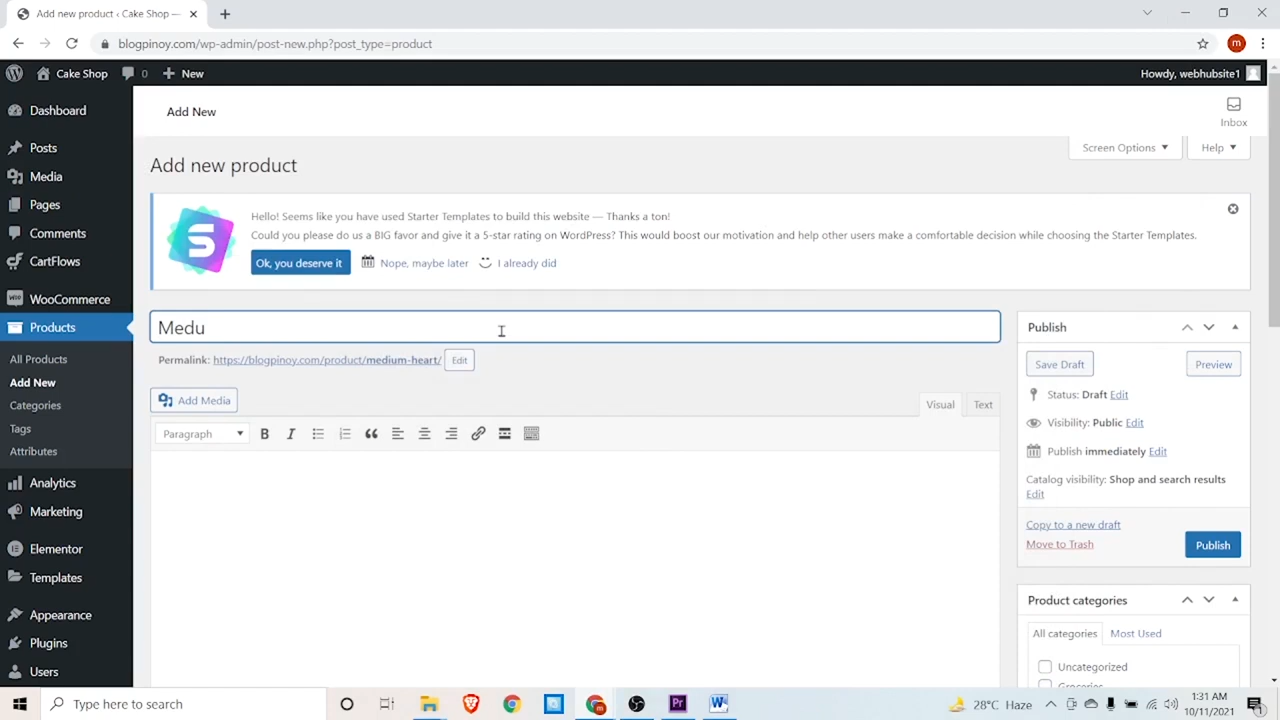 Add new product ‹ Cake Shop —
blogpinoy.com/wp-admin/post-new.php?post_type=product
m
Cake Shop
0
New
Howdy, webhubsite1
Dashboard
Posts
Media
Pages
Comments
CartFlows
WooCommerce
Products
All Products
Add New
Categories
Tags
Attributes
Analytics
Marketing
Elementor
Templates
Appearance
Plugins
Users
Add New
Inbox
Screen Options
Help
Add new product
S
Hello! Seems like you have used Starter Templates to build this website — Thanks a ton!
Could you please do us a BIG favor and give it a 5-star rating on WordPress? This would boost our motivation and help other users make a comfortable decision while choosing the Starter Templates.
Ok, you deserve it
Nope, maybe later
I already did
Medu
Permalink: https://blogpinoy.com/product/medium-heart/ Edit
Add Media
Visual
Text
Paragraph
B
I
Publish
Save Draft
Preview
Status: Draft Edit
Visibility: Public Edit
Publish immediately Edit
Catalog visibility: Shop and search results
Edit
Copy to a new draft
Move to Trash
Publish
Product categories
All categories
Most Used
Uncategorized
Groceries
Type here to search
28°C Haze
1:31 AM
10/11/2021